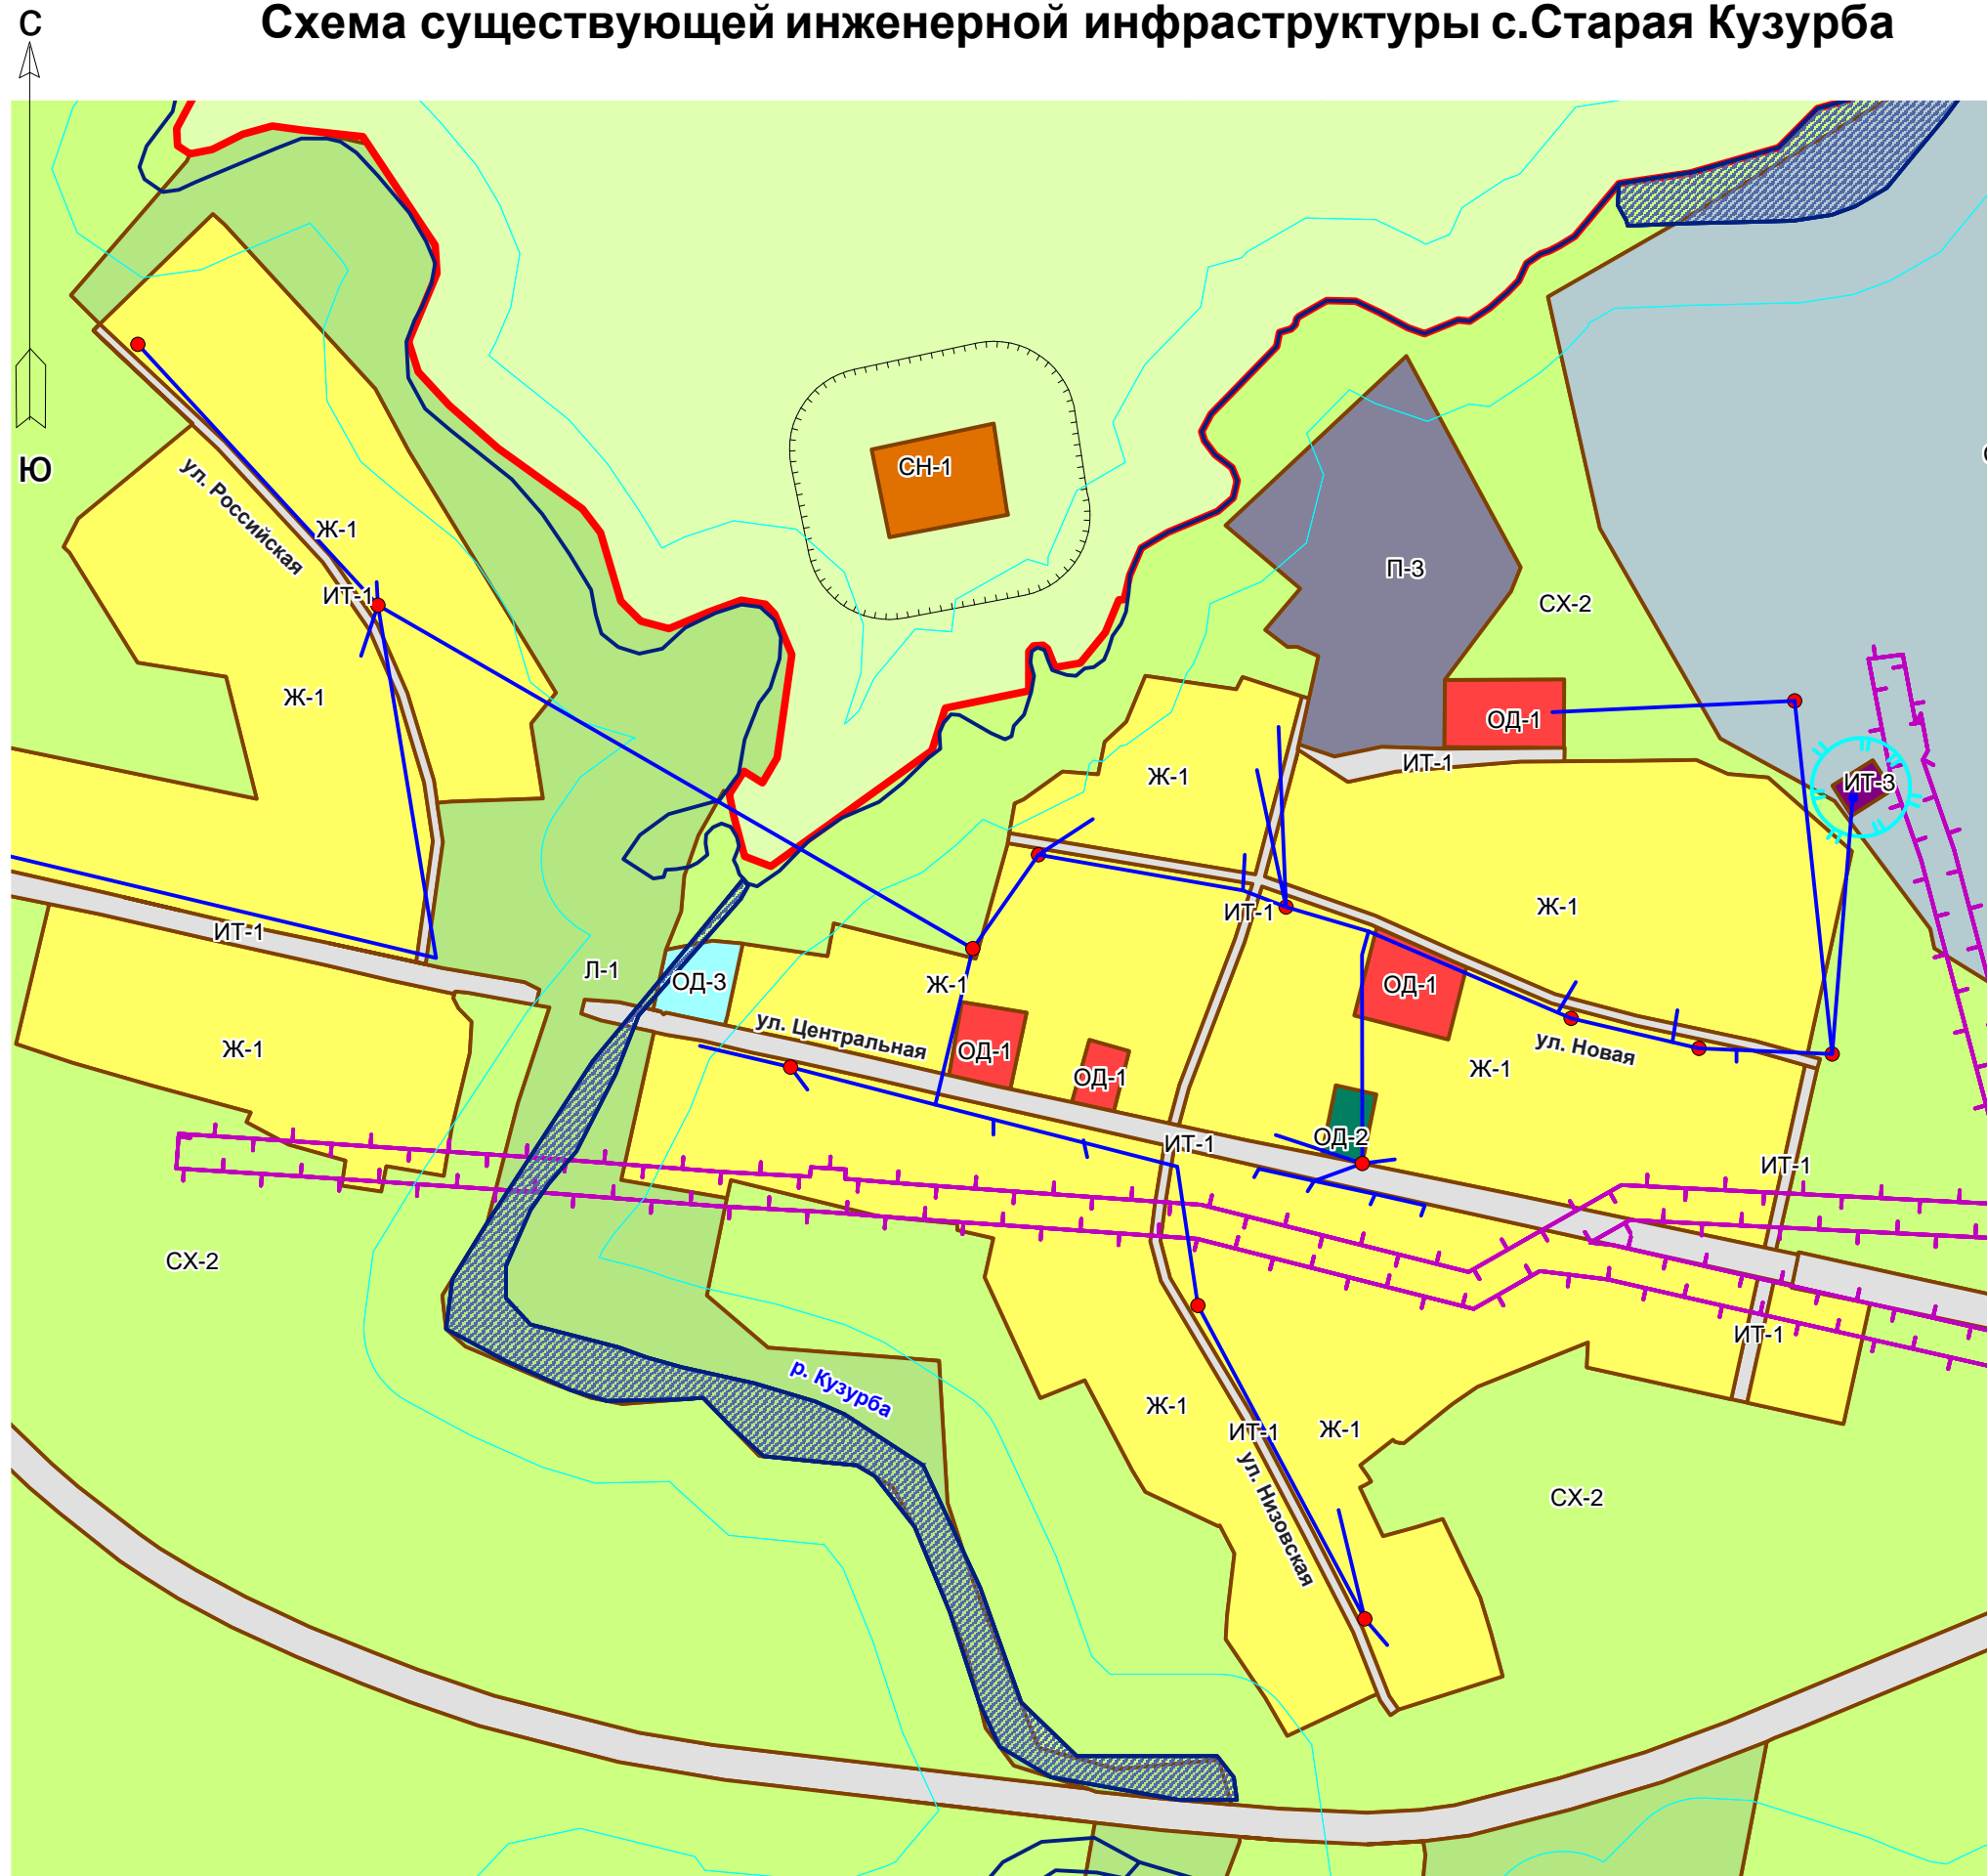 С
Схема существующей инженерной инфраструктуры с.Старая Кузурба
Ю
СН-1
ул. Российская
Ж-1
П-3
ИТ-1
СХ-2
Ж-1
ОД-1
ИТ-1
Ж-1
ИТ-3
ИТ-1
Ж-1
ИТ-1
Л-1
ОД-3
Ж-1
ОД-1
ул. Центральная
Ж-1
ОД-1
ОД-1
ул. Новая
Ж-1
ОД-2
ИТ-1
ИТ-1
СХ-2
ИТ-1
р. Кузурба
Ж-1
ИТ-1
Ж-1
ул. Низовская
СХ-2